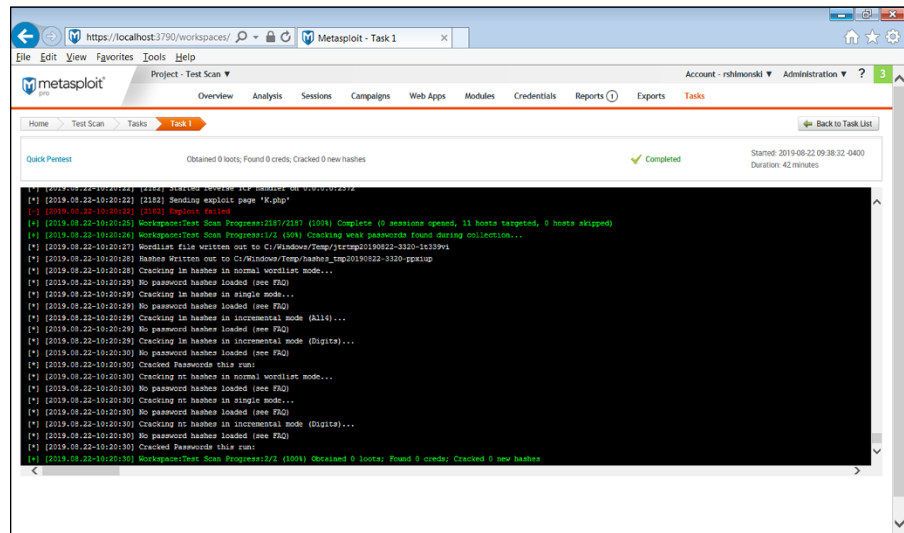 https://localhost:3790/workspaces/
Metasploit - Task 1
File Edit View Favorites Tools Help
metasploit
pro
Project - Test Scan ▼
Account - rshimonski ▼ Administration ▼ ? 3
Overview Analysis Sessions Campaigns Web Apps Modules Credentials Reports 1 Exports Tasks
Home Test Scan Tasks Task 1
Back to Task List
Quick Pentest
Obtained 0 loots; Found 0 creds; Cracked 0 new hashes
Completed
Started: 2019-08-22 09:38:32 -0400
Duration: 42 minutes
[*] [2019.08.22-10:20:22] [2182] Started reverse TCP handler on 0.0.0.0:2372
[*] [2019.08.22-10:20:22] [2182] Sending exploit page 'K.php'
[-] [2019.08.22-10:20:22] [2182] Exploit failed
[+] [2019.08.22-10:20:25] Workspace:Test Scan Progress:2187/2187 (100%) Complete (0 sessions opened, 11 hosts targeted, 0 hosts skipped)
[+] [2019.08.22-10:20:26] Workspace:Test Scan Progress:1/2 (50%) Cracking weak passwords found during collection...
[*] [2019.08.22-10:20:27] Wordlist file written out to C:/Windows/Temp/jtrtmp20190822-3320-1t339vi
[*] [2019.08.22-10:20:28] Hashes Written out to C:/Windows/Temp/hashes_tmp20190822-3320-ppxiup
[*] [2019.08.22-10:20:28] Cracking lm hashes in normal wordlist mode...
[*] [2019.08.22-10:20:29] No password hashes loaded (see FAQ)
[*] [2019.08.22-10:20:29] Cracking lm hashes in single mode...
[*] [2019.08.22-10:20:29] No password hashes loaded (see FAQ)
[*] [2019.08.22-10:20:29] Cracking lm hashes in incremental mode (All4)...
[*] [2019.08.22-10:20:29] No password hashes loaded (see FAQ)
[*] [2019.08.22-10:20:29] Cracking lm hashes in incremental mode (Digits)...
[*] [2019.08.22-10:20:30] No password hashes loaded (see FAQ)
[*] [2019.08.22-10:20:30] Cracked Passwords this run:
[*] [2019.08.22-10:20:30] Cracking nt hashes in normal wordlist mode...
[*] [2019.08.22-10:20:30] No password hashes loaded (see FAQ)
[*] [2019.08.22-10:20:30] Cracking nt hashes in single mode...
[*] [2019.08.22-10:20:30] No password hashes loaded (see FAQ)
[*] [2019.08.22-10:20:30] Cracking nt hashes in incremental mode (Digits)...
[*] [2019.08.22-10:20:30] No password hashes loaded (see FAQ)
[*] [2019.08.22-10:20:30] Cracked Passwords this run:
[+] [2019.08.22-10:20:30] Workspace:Test Scan Progress:2/2 (100%) Obtained 0 loots; Found 0 creds; Cracked 0 new hashes